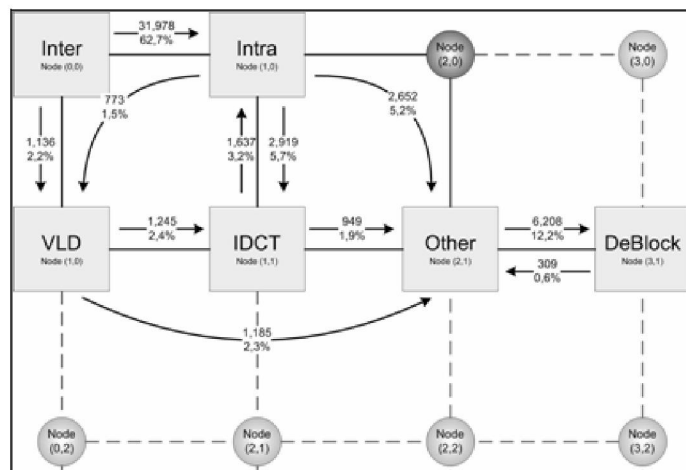 31,978
62,7%
Inter
Node (0,0)
Intra
Node (1,0)
Node
(2,0)
Node
(3,0)
773
1,5%
2,652
5,2%
1,136
2,2%
1,637
3,2%
2,919
5,7%
VLD
Node (1,0)
1,245
2,4%
IDCT
Node (1,1)
949
1,9%
Other
Node (2,1)
6,208
12,2%
309
0,6%
DeBlock
Node (3,1)
1,185
2,3%
Node
(0,2)
Node
(2,1)
Node
(2,2)
Node
(3,2)